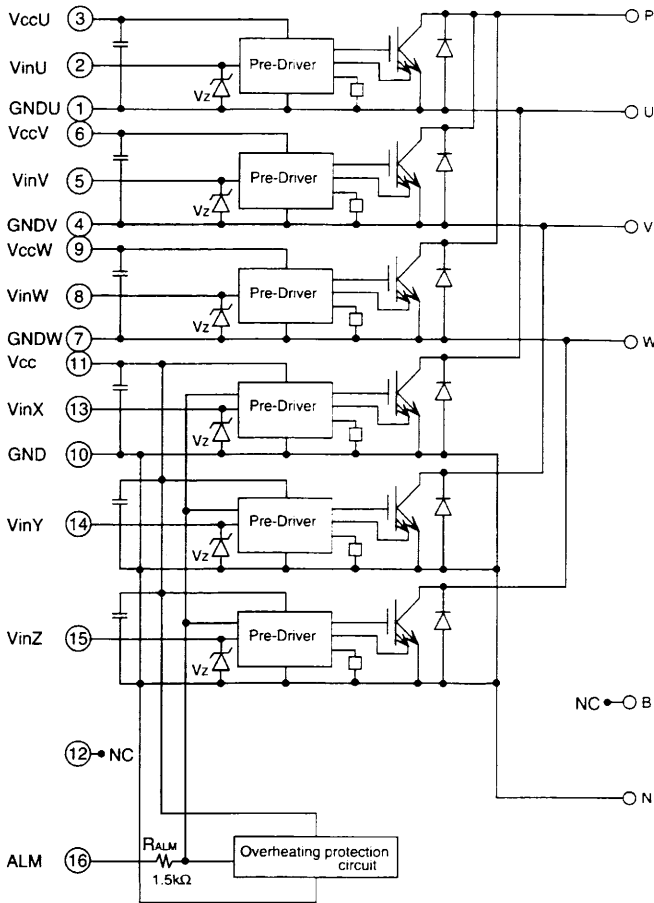 VccU 3 P
VinU 2 Pre-Driver
Vz
GNDU 1 U
VccV 6
VinV 5 Pre-Driver
Vz
GNDV 4 V
VccW 9
VinW 8 Pre-Driver
Vz
GNDW 7 W
Vcc 11
VinX 13 Pre-Driver
Vz
GND 10
VinY 14 Pre-Driver
Vz
VinZ 15 Pre-Driver
Vz
NC B
12 NC
N
RALM
ALM 16 Overheating protection
1.5kΩ circuit